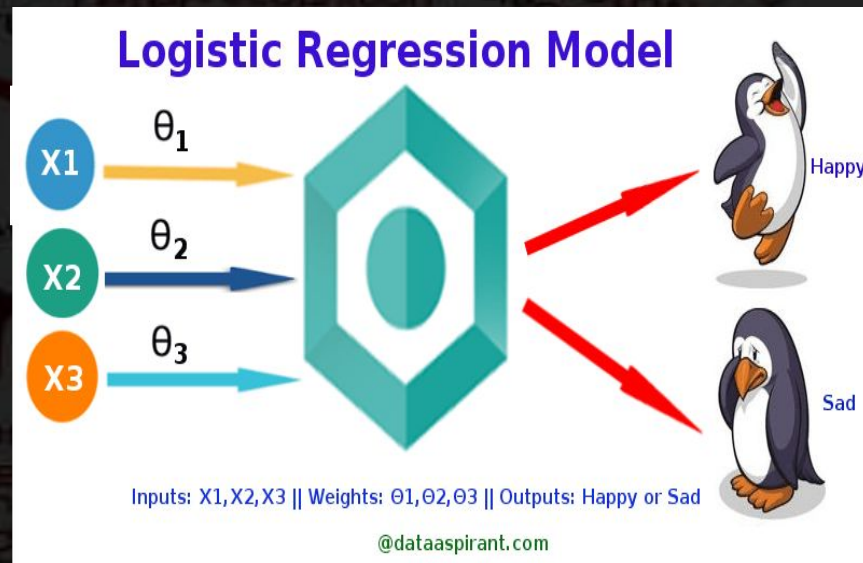 Logistic Regression Model
X1
θ1
X2
θ2
X3
θ3
Happy
Sad
Inputs: X1,X2,X3 || Weights: Θ1,Θ2,Θ3 || Outputs: Happy or Sad
@dataaspirant.com